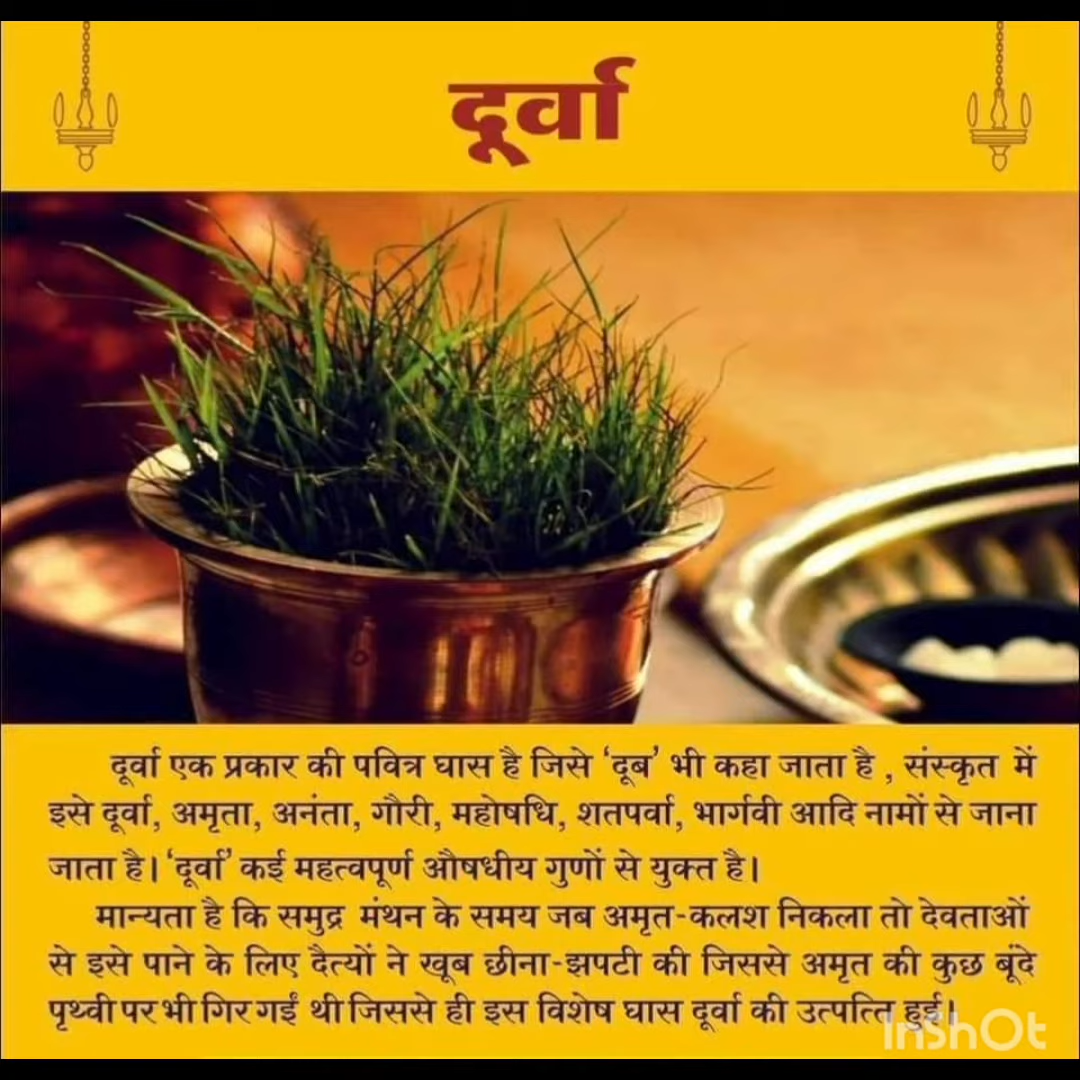 दूर्वा
दूर्वा एक प्रकार की पवित्र घास है जिसे ‘दूब’ भी कहा जाता है , संस्कृत में
इसे दूर्वा, अमृता, अनंता, गौरी, महोषधि, शतपर्वा, भार्गवी आदि नामों से जाना
जाता है। ‘दूर्वा’ कई महत्वपूर्ण औषधीय गुणों से युक्त है।
मान्यता है कि समुद्र मंथन के समय जब अमृत-कलश निकला तो देवताओं
से इसे पाने के लिए दैत्यों ने खूब छीना-झपटी की जिससे अमृत की कुछ बूंदे
पृथ्वी पर भी गिर गईं थी जिससे ही इस विशेष घास दूर्वा की उत्पत्ति हुई।
InShOt